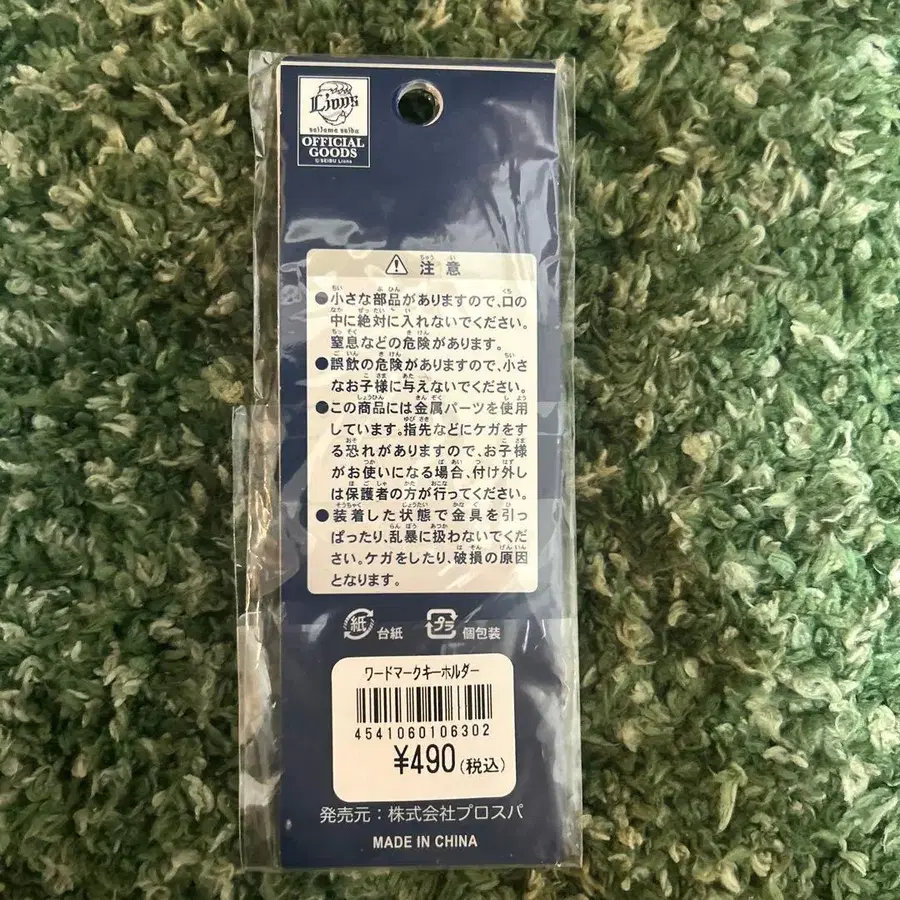 Lions
saitama seibu
OFFICIAL
GOODS
© SEIBU Lions
注意
●小さな部品がありますので、口の
中に絶対に入れないでください。
窒息などの危険があります。
●誤飲の危険がありますので、小さ
なお子様に与えないでください。
●この商品には金属パーツを使用
しています。指先などにケガをす
る恐れがありますので、お子様
がお使いになる場合、付け外し
は保護者の方が行ってください。
●装着した状態で金具を引っ
ぱったり、乱暴に扱わないでくだ
さい。ケガをしたり、破損の原因
となります。
紙 台紙 プラ 個包装
ワードマークキーホルダー
4541060106302
¥490(税込)
発売元：株式会社プロスパ
MADE IN CHINA